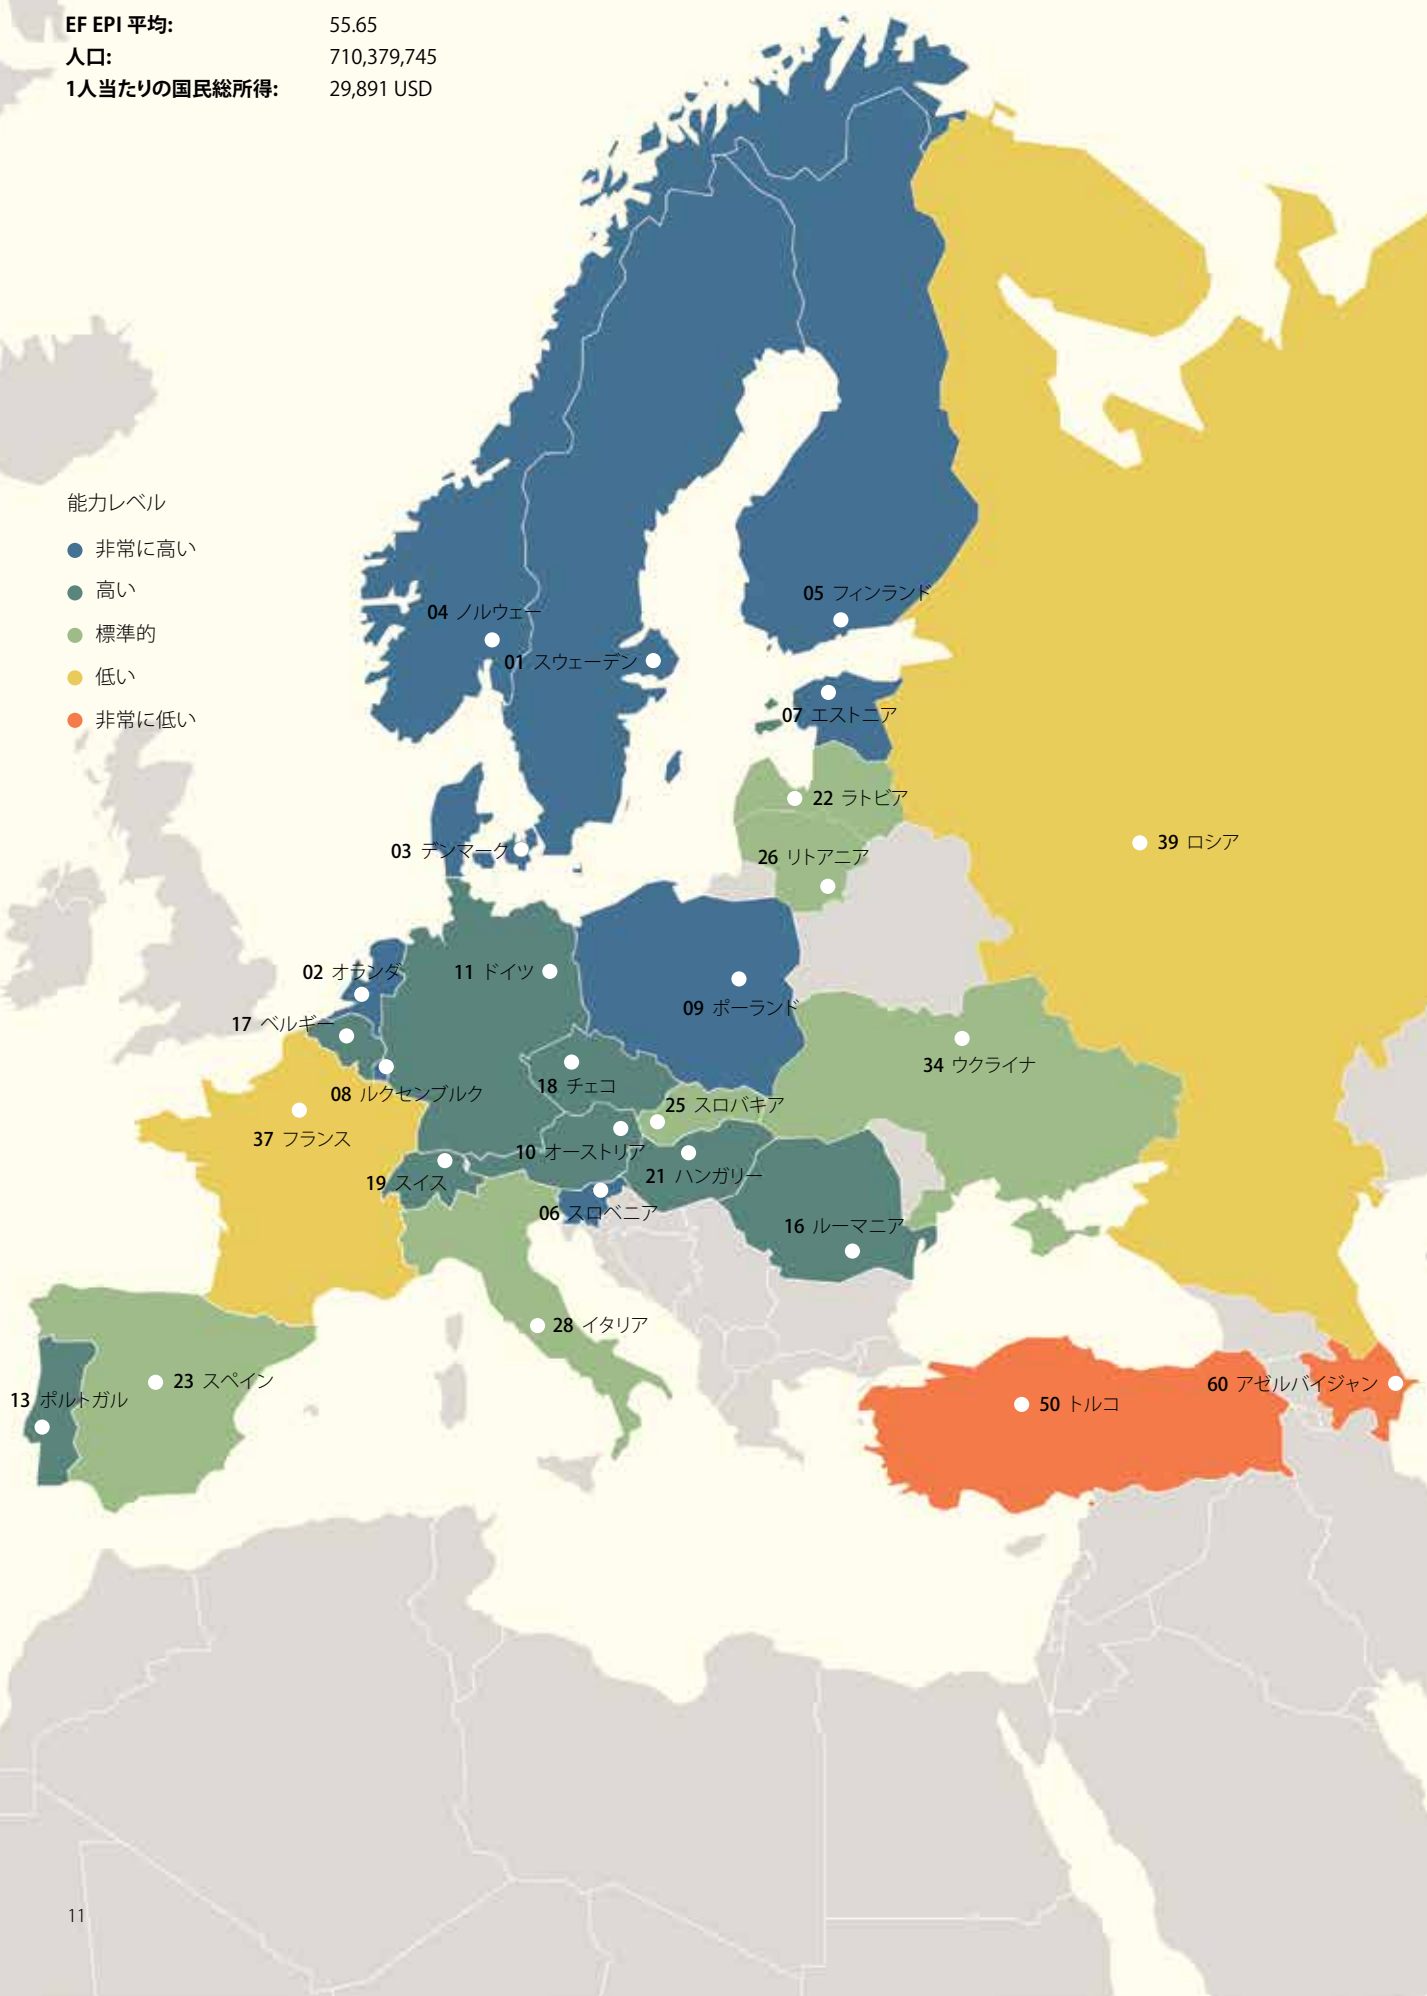 EF EPI 平均: 55.65
人口: 710,379,745
1人当たりの国民総所得: 29,891 USD
能力レベル
非常に高い
高い
標準的
低い
非常に低い
05 フィンランド
04 ノルウェー
01 スウェーデン
07 エストニア
22 ラトビア
39 ロシア
03 デンマーク
26 リトアニア
02 オランダ
11 ドイツ
09 ポーランド
17 ベルギー
34 ウクライナ
18 チェコ
08 ルクセンブルク
25 スロバキア
37 フランス
10 オーストリア
21 ハンガリー
19 スイス
06 スロベニア
16 ルーマニア
28 イタリア
23 スペイン
60 アゼルバイジャン
13 ポルトガル
50 トルコ
11